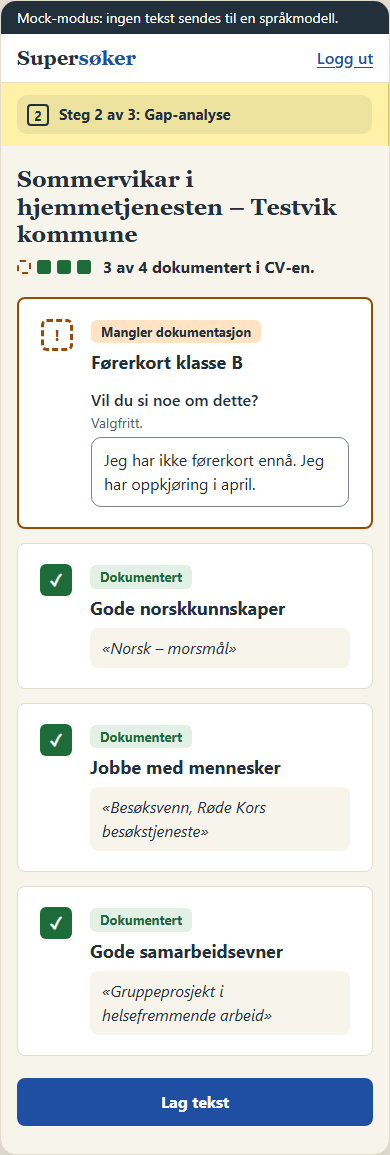 Mock-modus: ingen tekst sendes til en språkmodell.
Supersøker
Logg ut
2
Steg 2 av 3: Gap-analyse
Sommervikar i
hjemmetjenesten – Testvik
kommune
3 av 4 dokumentert i CV-en.
!
Mangler dokumentasjon
Førerkort klasse B
Vil du si noe om dette?
Valgfritt.
Jeg har ikke førerkort ennå. Jeg
har oppkjøring i april.
✓
Dokumentert
Gode norskkunnskaper
«Norsk – morsmål»
✓
Dokumentert
Jobbe med mennesker
«Besøksvenn, Røde Kors
besøkstjeneste»
✓
Dokumentert
Gode samarbeidsevner
«Gruppeprosjekt i
helsefremmende arbeid»
Lag tekst